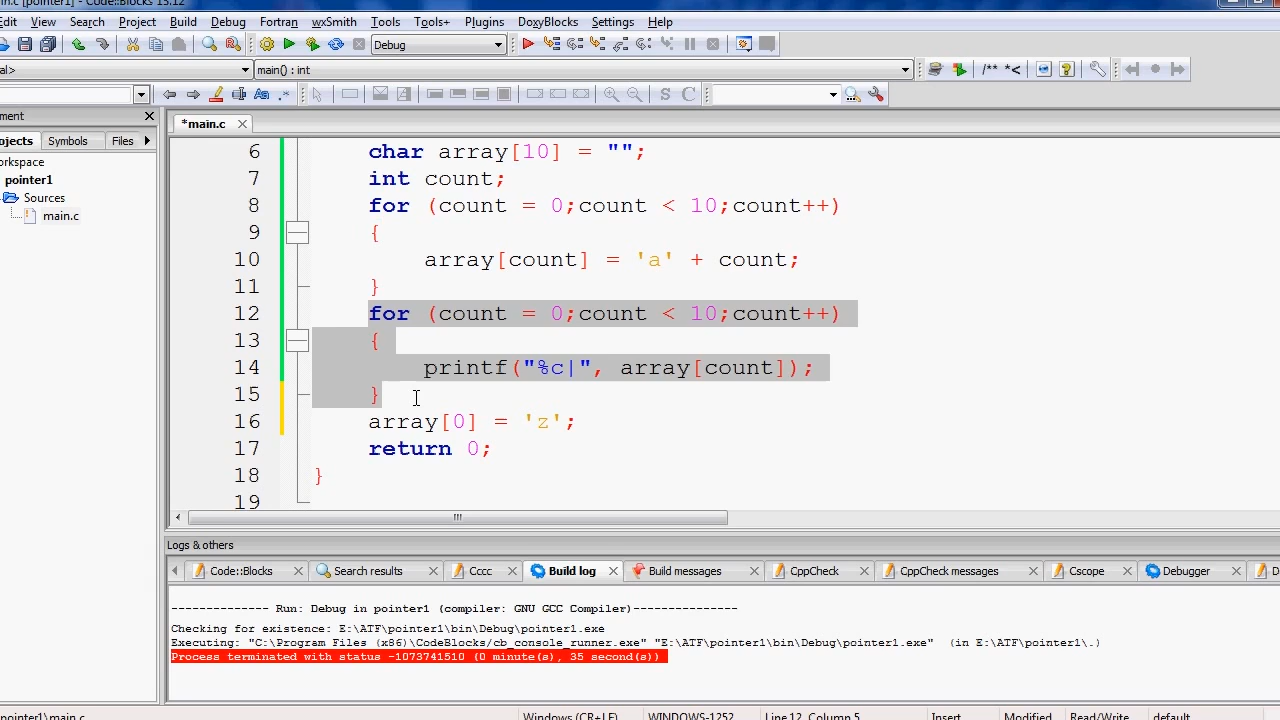 in.c [pointer1] - Code::Blocks 13.12
Edit View Search Project Build Debug Fortran wxSmith Tools Tools+ Plugins DoxyBlocks Settings Help
Debug
al> main() : int /** *<
Aa .* S C
ment *main.c
ojects Symbols Files
orkspace
pointer1
Sources
main.c
6 char array[10] = "";
7 int count;
8 for (count = 0;count < 10;count++)
9 {
10 array[count] = 'a' + count;
11 }
12 for (count = 0;count < 10;count++)
13 {
14 printf("%c|", array[count]);
15 }
16 array[0] = 'z';
17 return 0;
18 }
19
Logs & others
Code::Blocks Search results Cccc Build log Build messages CppCheck CppCheck messages Cscope Debugger D
-------------- Run: Debug in pointer1 (compiler: GNU GCC Compiler)---------------
Checking for existence: E:\ATF\pointer1\bin\Debug\pointer1.exe
Executing: "C:\Program Files (x86)\CodeBlocks/cb_console_runner.exe" "E:\ATF\pointer1\bin\Debug\pointer1.exe"  (in E:\ATF\pointer1\.)
Process terminated with status -1073741510 (0 minute(s), 35 second(s))
pointer1\main.c Windows (CR+LF) WINDOWS-1252 Line 12, Column 5 Insert Modified Read/Write default